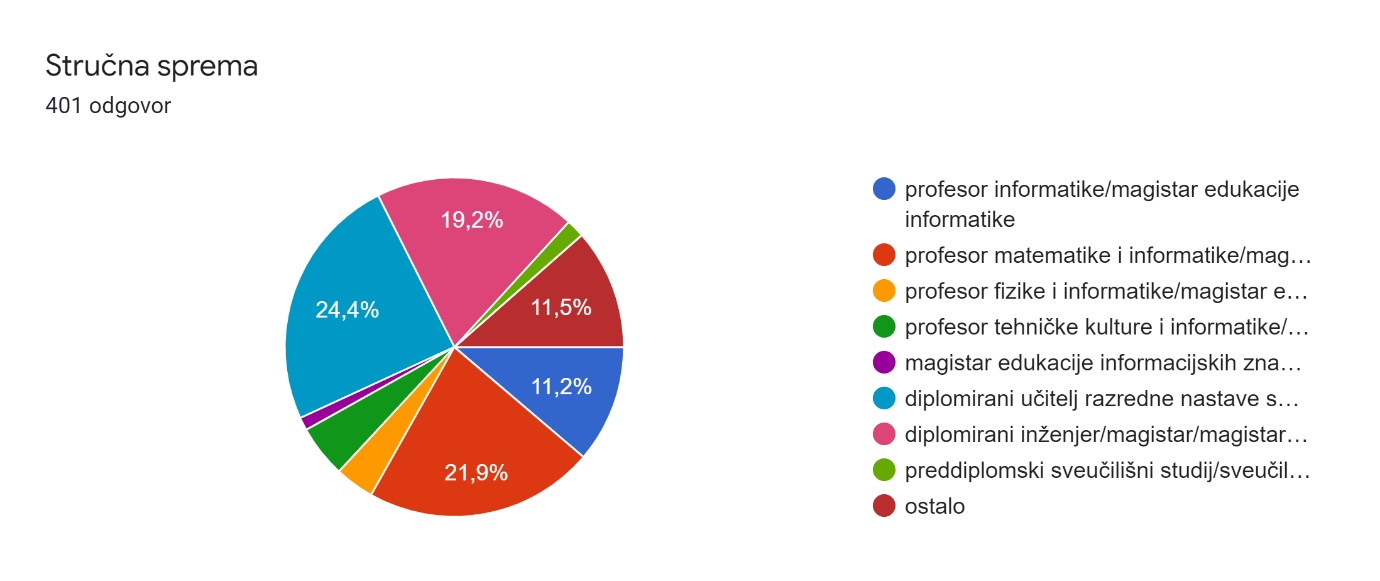 Stručna sprema
401 odgovor
19,2%
24,4%
11,5%
11,2%
21,9%
profesor informatike/magistar edukacije
informatike
profesor matematike i informatike/mag…
profesor fizike i informatike/magistar e…
profesor tehničke kulture i informatike/…
magistar edukacije informacijskih zna…
diplomirani učitelj razredne nastave s…
diplomirani inženjer/magistar/magistar…
preddiplomski sveučilišni studij/sveučil…
ostalo